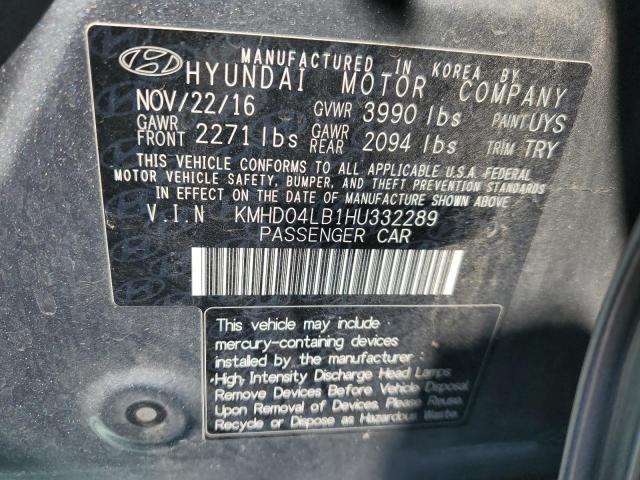 MANUFACTURED IN KOREA BY
HYUNDAI MOTOR COMPANY
NOV/22/16 GVWR 3990 lbs PAINT UYS
GAWR FRONT 2271 lbs GAWR REAR 2094 lbs TRIM TRY
THIS VEHICLE CONFORMS TO ALL APPLICABLE U.S.A. FEDERAL
MOTOR VEHICLE SAFETY, BUMPER, AND THEFT PREVENTION STANDARDS
IN EFFECT ON THE DATE OF MANUFACTURE SHOWN ABOVE.
V.I.N KMHD04LB1HU332289
PASSENGER CAR
This vehicle may include
mercury-containing devices
installed by the manufacturer :
•High, Intensity Discharge Head Lamps
Remove Devices Before Vehicle Disposal
Upon Removal of Devices, Please Reuse,
Recycle or Dispose as Hazardous Waste.